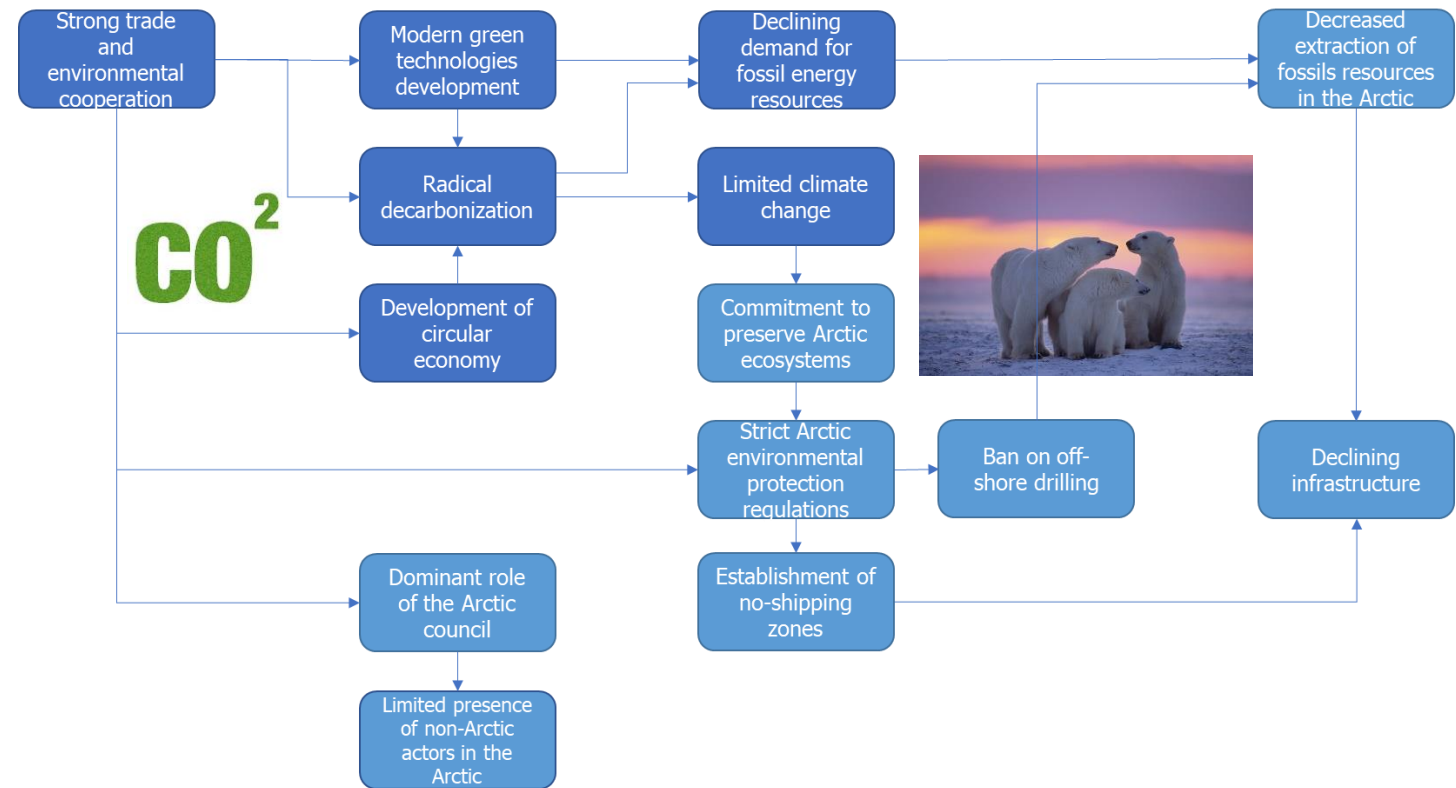 Strong trade
and
environmental
cooperation
Modern green
technologies
development
Declining
demand for
fossil energy
resources
Decreased
extraction of
fossils resources
in the Arctic
Radical
decarbonization
Limited climate
change
CO²
Development of
circular
economy
Commitment to
preserve Arctic
ecosystems
Strict Arctic
environmental
protection
regulations
Ban on off-
shore drilling
Declining
infrastructure
Dominant role
of the Arctic
council
Establishment of
no-shipping
zones
Limited presence
of non-Arctic
actors in the
Arctic